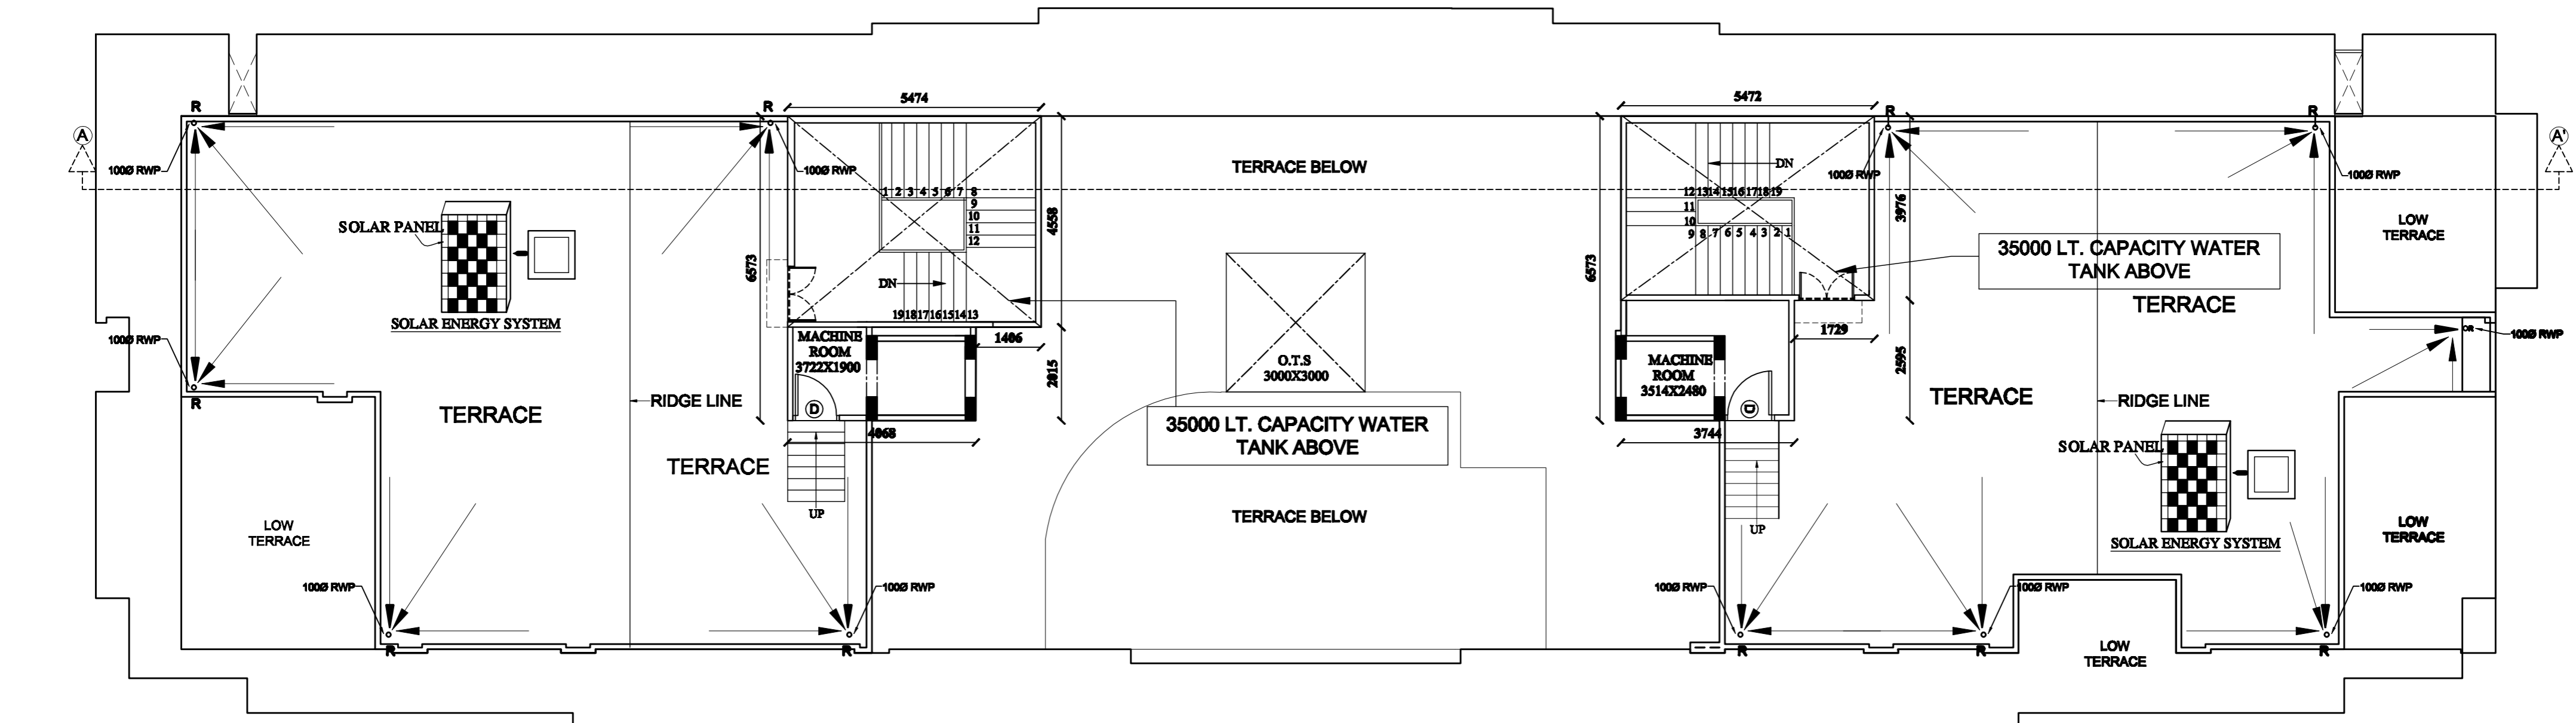 5474
5472
R
R
R
R
A
A'
100Ø RWP
100Ø RWP
100Ø RWP
100Ø RWP
TERRACE BELOW
DN
1 2 3 4 5 6 7 8
9
10
11
12
12 13 14 15 16 17 18 19
11
10
9 8 7 6 5 4 3 2 1
SOLAR PANEL
SOLAR ENERGY SYSTEM
6573
4558
DN
19 18 17 16 15 14 13
6573
3976
LOW
TERRACE
35000 LT. CAPACITY WATER
TANK ABOVE
TERRACE
100Ø RWP
R
MACHINE
ROOM
3722X1900
1406
2015
O.T.S
3000X3000
MACHINE
ROOM
3514X2480
1729
2595
OR
100Ø RWP
TERRACE
RIDGE LINE
D
4068
35000 LT. CAPACITY WATER
TANK ABOVE
D
3744
TERRACE
RIDGE LINE
TERRACE
SOLAR PANEL
SOLAR ENERGY SYSTEM
UP
UP
LOW
TERRACE
TERRACE BELOW
LOW
TERRACE
100Ø RWP
100Ø RWP
100Ø RWP
100Ø RWP
100Ø RWP
R
R
R
R
R
LOW
TERRACE